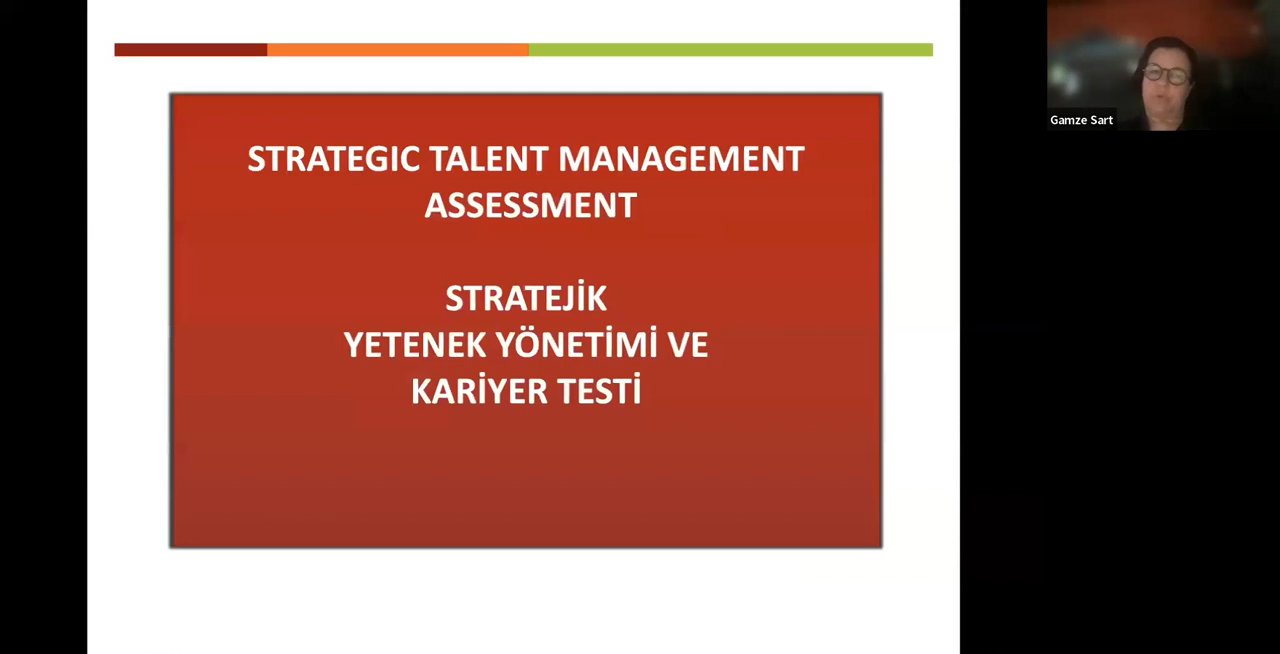 STRATEGIC TALENT MANAGEMENT
ASSESSMENT
STRATEJİK
YETENEK YÖNETİMİ VE
KARİYER TESTİ
Gamze Sart